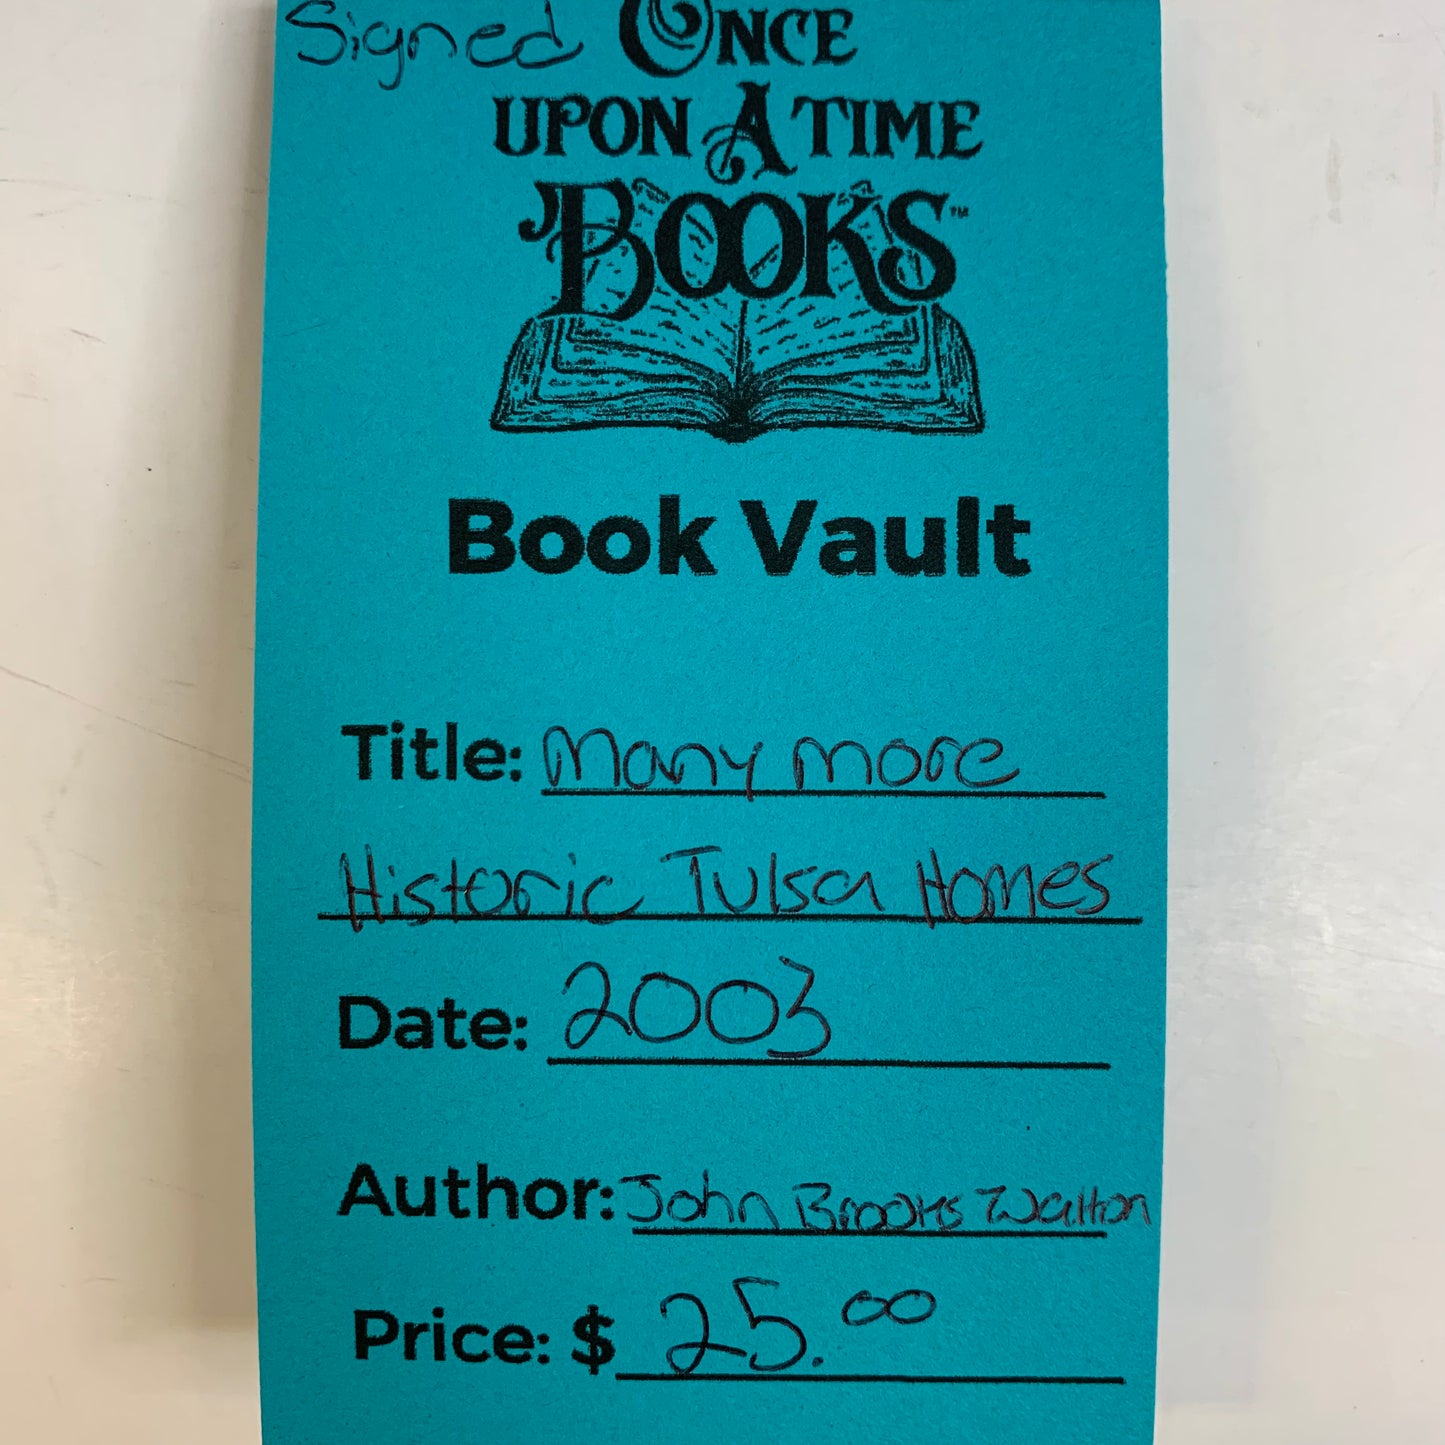 Signed ONCE
UPON A TIME
BOOKS™
Book Vault
Title: Many more
Historic Tulsa Homes
Date: 2003
Author: John Brooks Walton
Price: $ 25.00